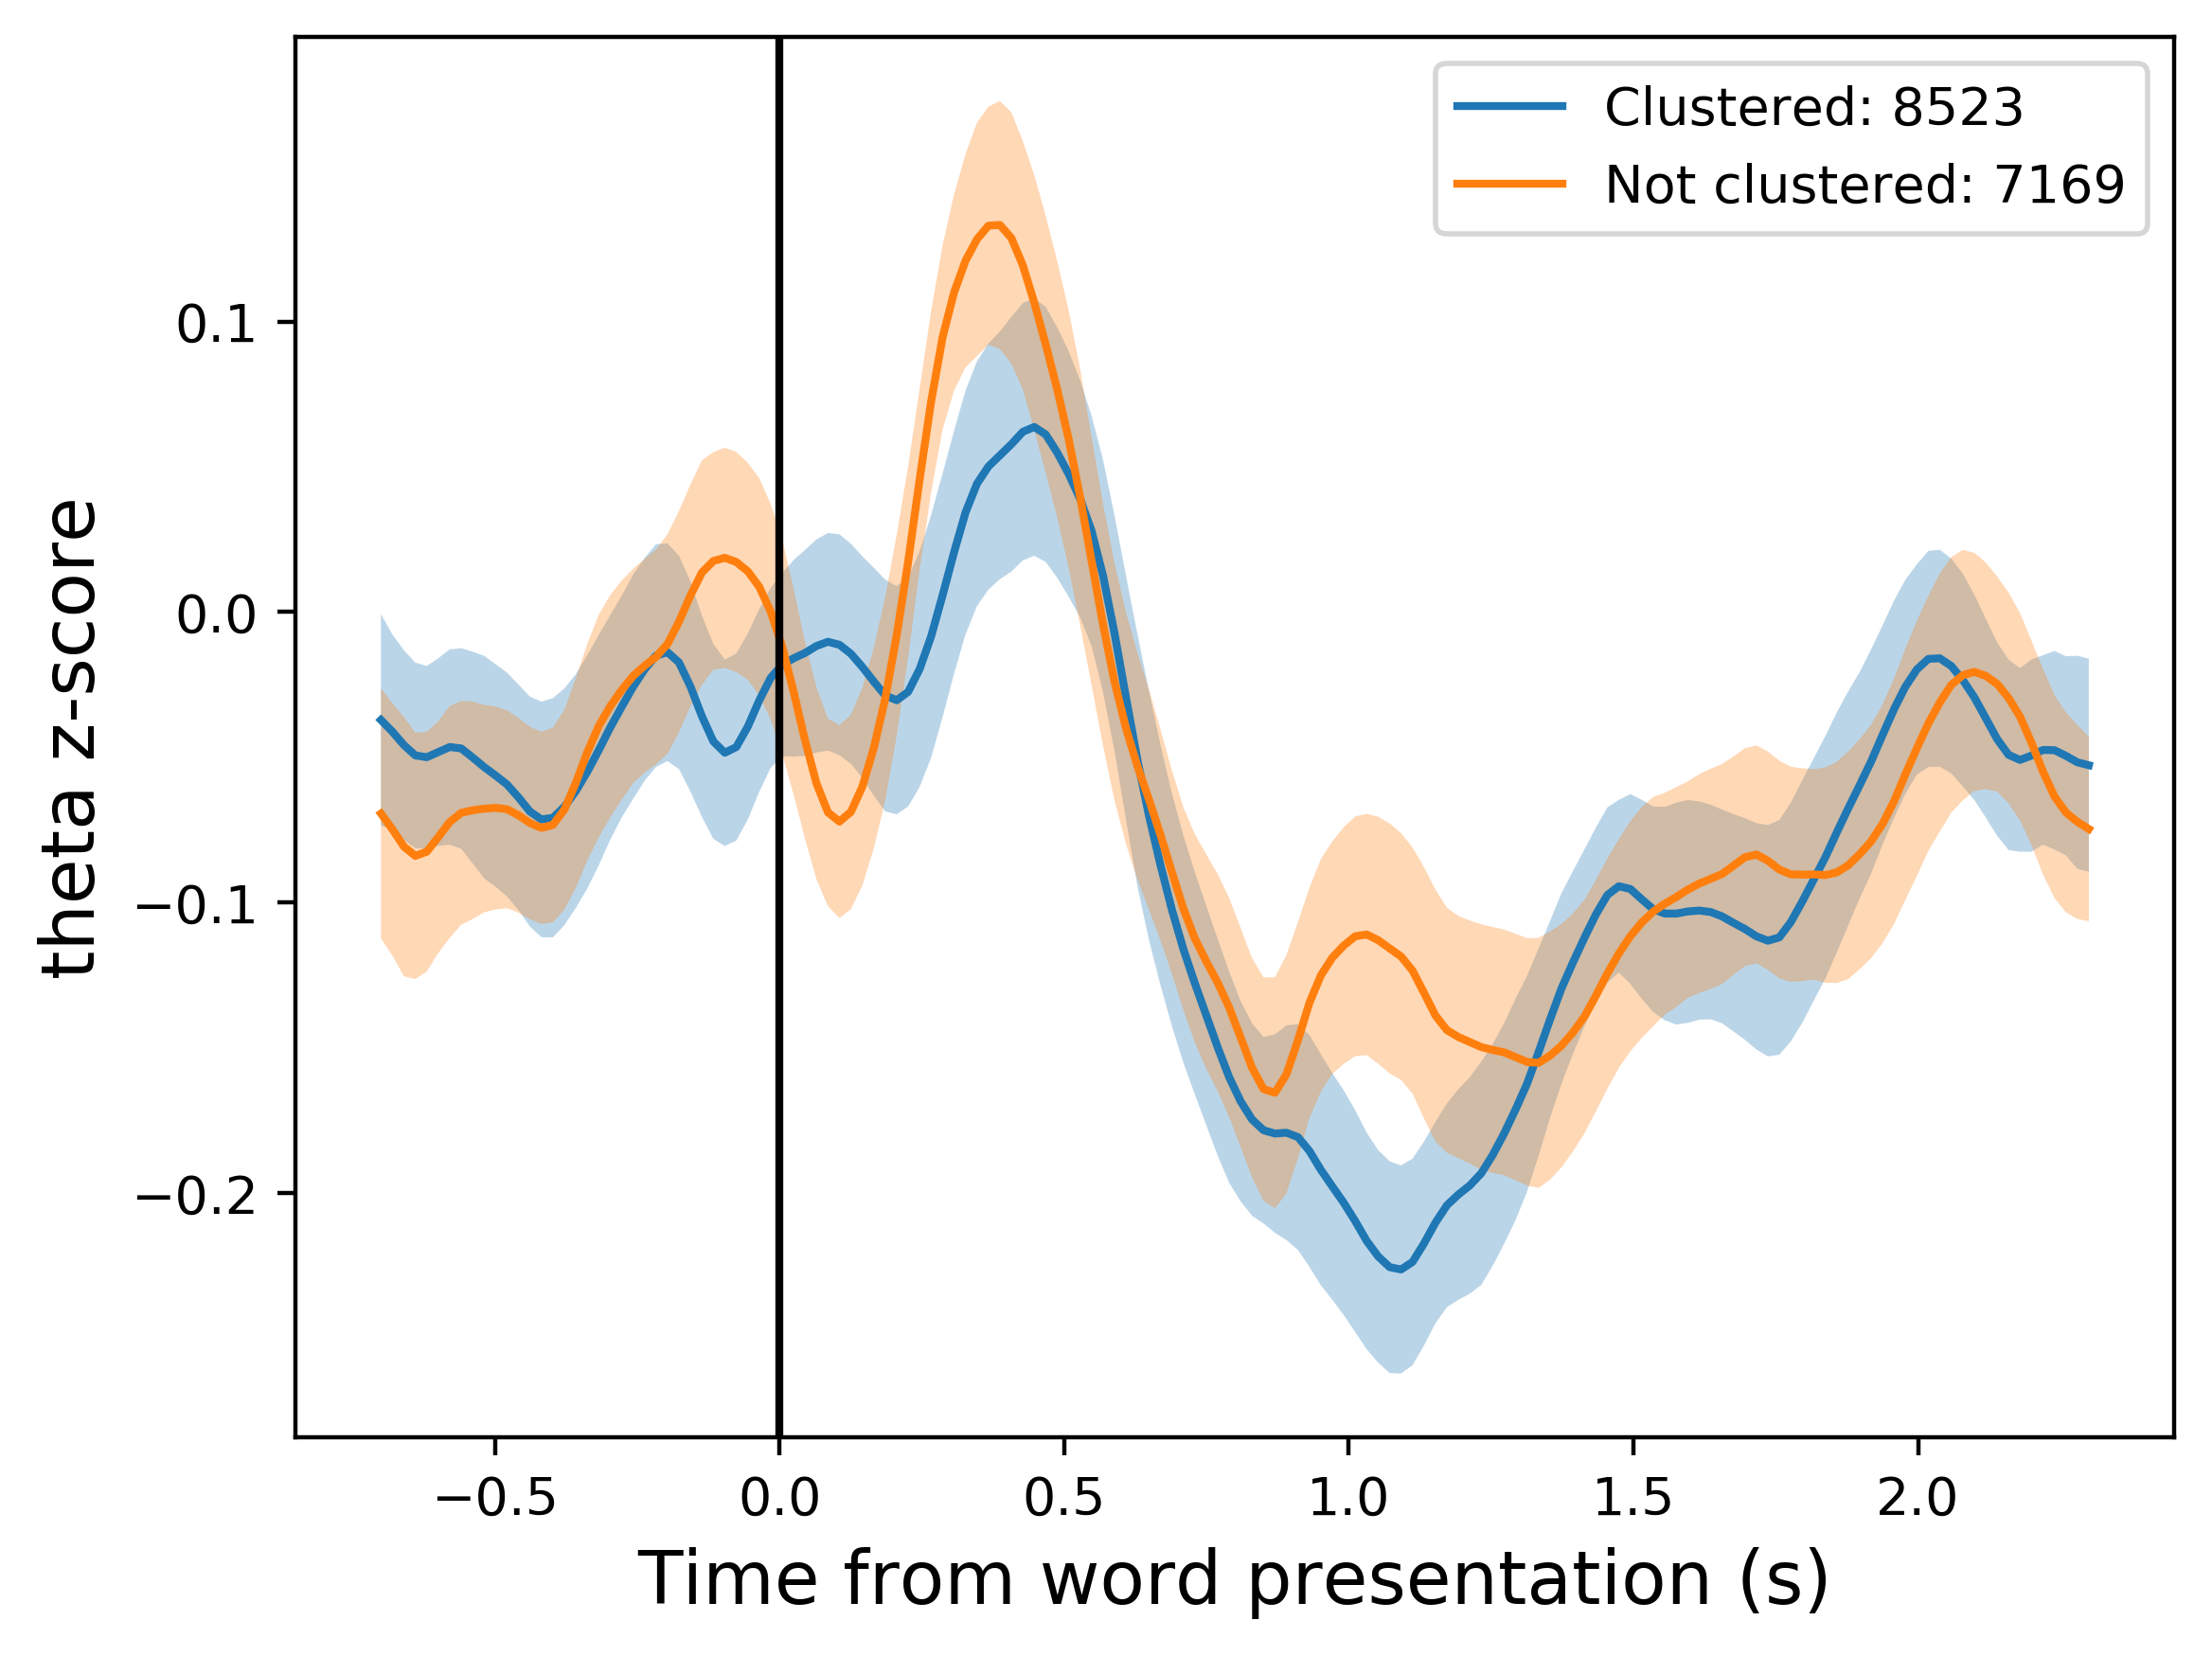 Clustered: 8523
Not clustered: 7169
theta z-score
0.1
0.0
−0.1
−0.2
−0.5
0.0
0.5
1.0
1.5
2.0
Time from word presentation (s)